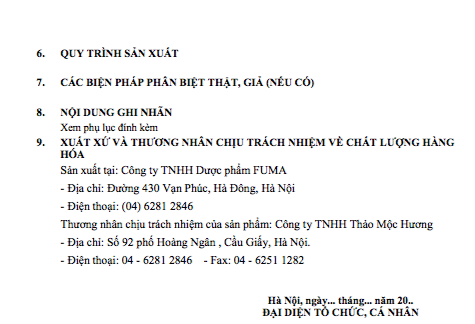 6. QUY TRÌNH SẢN XUẤT
7. CÁC BIỆN PHÁP PHÂN BIỆT THẬT, GIẢ (NẾU CÓ)
8. NỘI DUNG GHI NHÃN
Xem phụ lục đính kèm
9. XUẤT XỨ VÀ THƯƠNG NHÂN CHỊU TRÁCH NHIỆM VỀ CHẤT LƯỢNG HÀNG
HÓA
Sản xuất tại: Công ty TNHH Dược phẩm FUMA
- Địa chỉ: Đường 430 Vạn Phúc, Hà Đông, Hà Nội
- Điện thoại: (04) 6281 2846
Thương nhân chịu trách nhiệm của sản phẩm: Công ty TNHH Thảo Mộc Hương
- Địa chỉ: Số 92 phố Hoàng Ngân , Cầu Giấy, Hà Nội.
- Điện thoại: 04 - 6281 2846 - Fax: 04 - 6251 1282
Hà Nội, ngày... tháng... năm 20..
ĐẠI DIỆN TỔ CHỨC, CÁ NHÂN